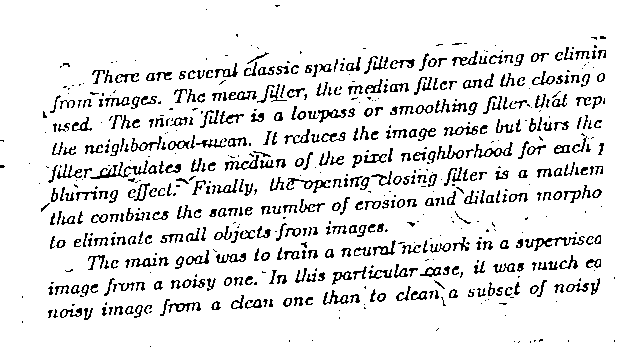 There are several classic spatial filters for reducing or elimin
from images. The mean filter, the median filter and the closing o
used. The mean filter is a lowpass or smoothing filter that repl
the neighborhood mean. It reduces the image noise but blurs the
filter calculates the median of the pixel neighborhood for each p
blurring effect. Finally, the opening closing filter is a mathem
that combines the same number of erosion and dilation morpho
to eliminate small objects from images.
The main goal was to train a neural network in a supervised
image from a noisy one. In this particular case, it was much ea
noisy image from a clean one than to clean a subset of noisy